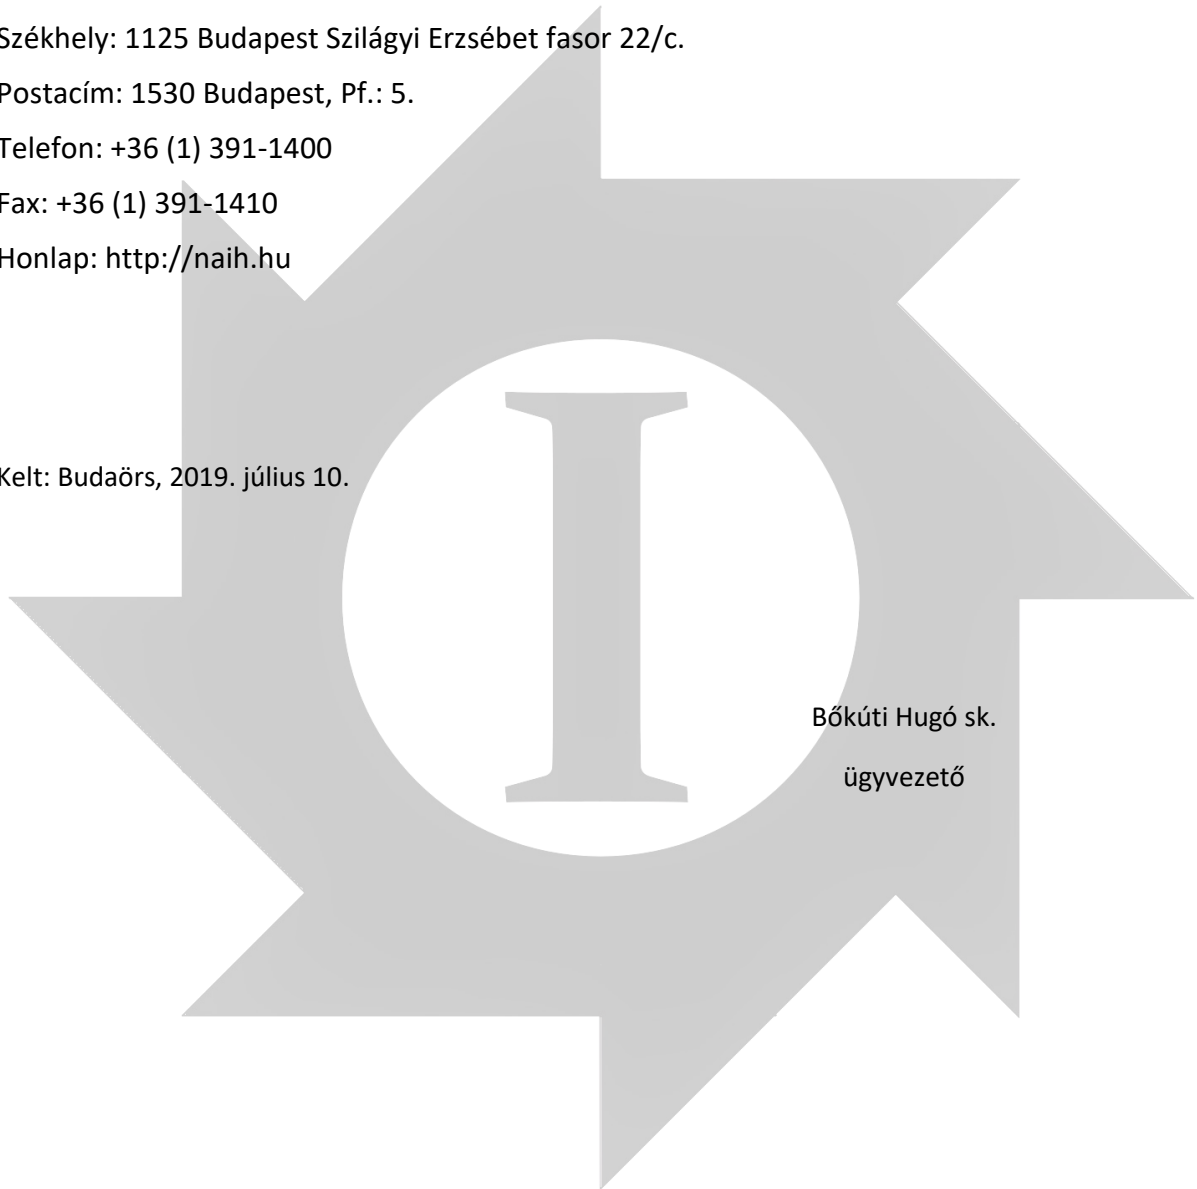 Székhely: 1125 Budapest Szilágyi Erzsébet fasor 22/c.
Postacím: 1530 Budapest, Pf.: 5.
Telefon: +36 (1) 391-1400
Fax: +36 (1) 391-1410
Honlap: http://naih.hu
Kelt: Budaörs, 2019. július 10.
I
Bőkúti Hugó sk.
ügyvezető